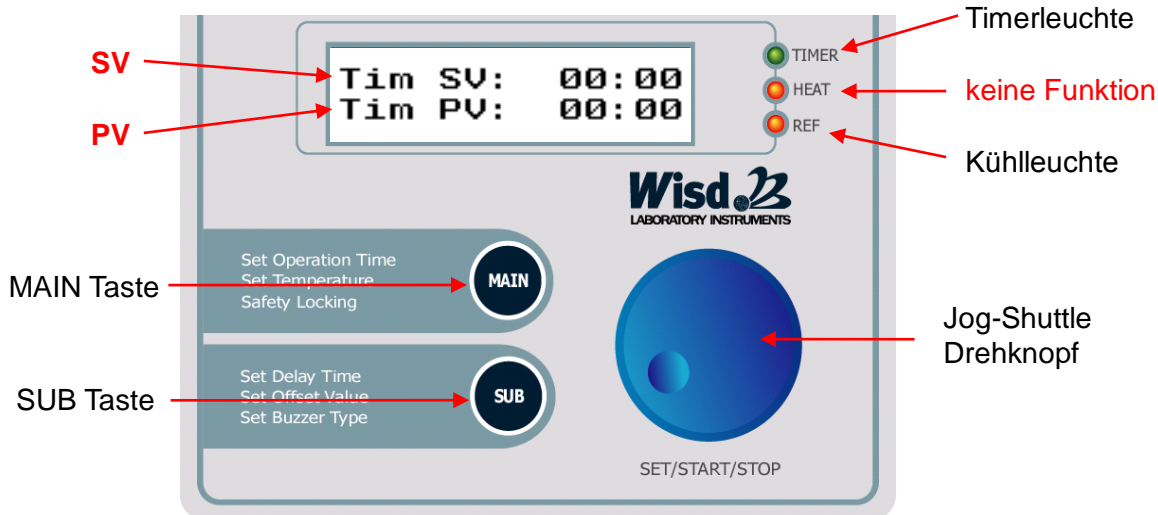 Timerleuchte
SV
Tim SV: 00:00
TIMER
HEAT
keine Funktion
PV
Tim PV: 00:00
REF
Kühlleuchte
Wisd
LABORATORY INSTRUMENTS
MAIN Taste
Set Operation Time
Set Temperature
Safety Locking
MAIN
Jog-Shuttle
Drehknopf
SUB Taste
Set Delay Time
Set Offset Value
Set Buzzer Type
SUB
SET/START/STOP